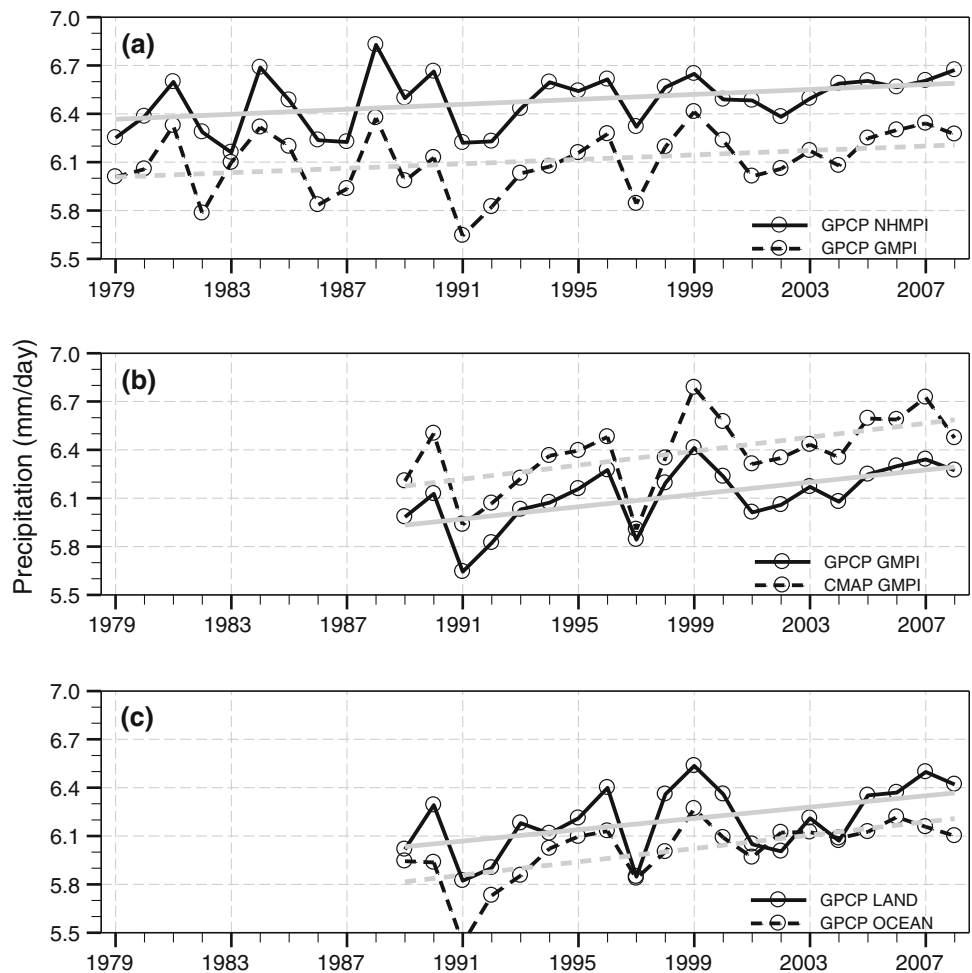 Precipitation (mm/day)
(a)
7.0
6.7
6.4
6.1
5.8
5.5
GPCP NHMPI
GPCP GMPI
1979 1983 1987 1991 1995 1999 2003 2007
(b)
7.0
6.7
6.4
6.1
5.8
5.5
GPCP GMPI
CMAP GMPI
1979 1983 1987 1991 1995 1999 2003 2007
(c)
7.0
6.7
6.4
6.1
5.8
5.5
GPCP LAND
GPCP OCEAN
1979 1983 1987 1991 1995 1999 2003 2007